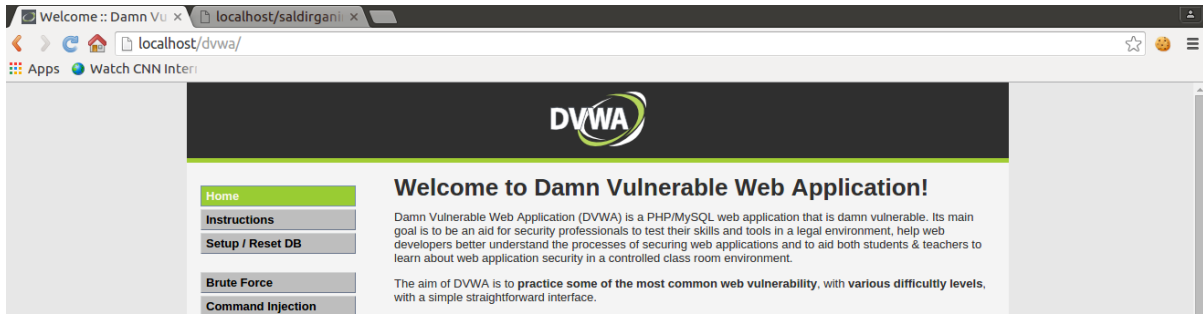 Welcome :: Damn Vu
localhost/saldirgani
localhost/dvwa/
Apps
Watch CNN Inter
DVWA
Home
Instructions
Setup / Reset DB
Brute Force
Command Injection
Welcome to Damn Vulnerable Web Application!
Damn Vulnerable Web Application (DVWA) is a PHP/MySQL web application that is damn vulnerable. Its main
goal is to be an aid for security professionals to test their skills and tools in a legal environment, help web
developers better understand the processes of securing web applications and to aid both students & teachers to
learn about web application security in a controlled class room environment.
The aim of DVWA is to practice some of the most common web vulnerability, with various difficultly levels,
with a simple straightforward interface.